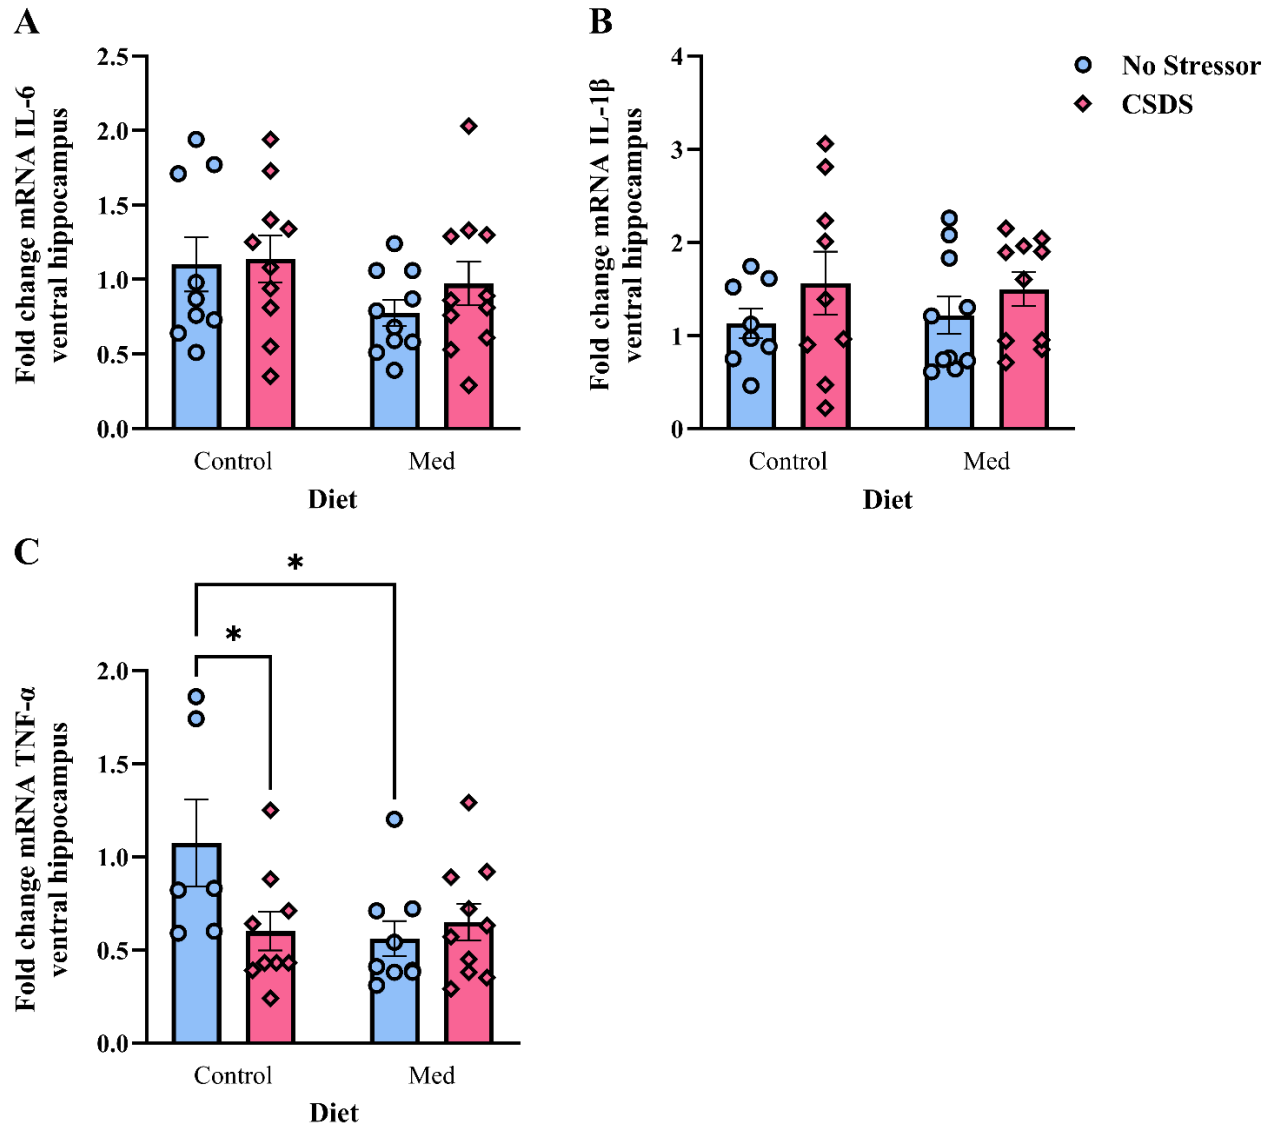 A
Fold change mRNA IL-6
ventral hippocampus
2.5
2.0
1.5
1.0
0.5
0.0
Control
Med
Diet
B
Fold change mRNA IL-1β
ventral hippocampus
4
3
2
1
0
Control
Med
Diet
No Stressor
CSDS
C
Fold change mRNA TNF-α
ventral hippocampus
*
*
2.0
1.5
1.0
0.5
0.0
Control
Med
Diet